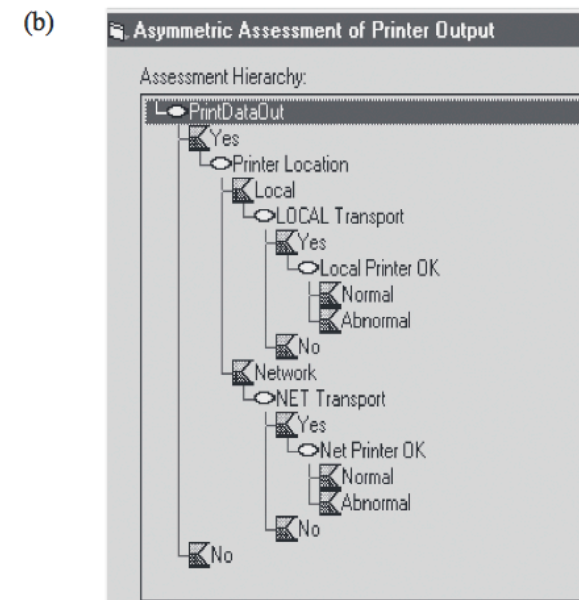 (b)
Asymmetric Assessment of Printer Output
Assessment Hierarchy:
PrintDataOut
Yes
Printer Location
Local
LOCAL Transport
Yes
Local Printer OK
Normal
Abnormal
No
Network
NET Transport
Yes
Net Printer OK
Normal
Abnormal
No
No